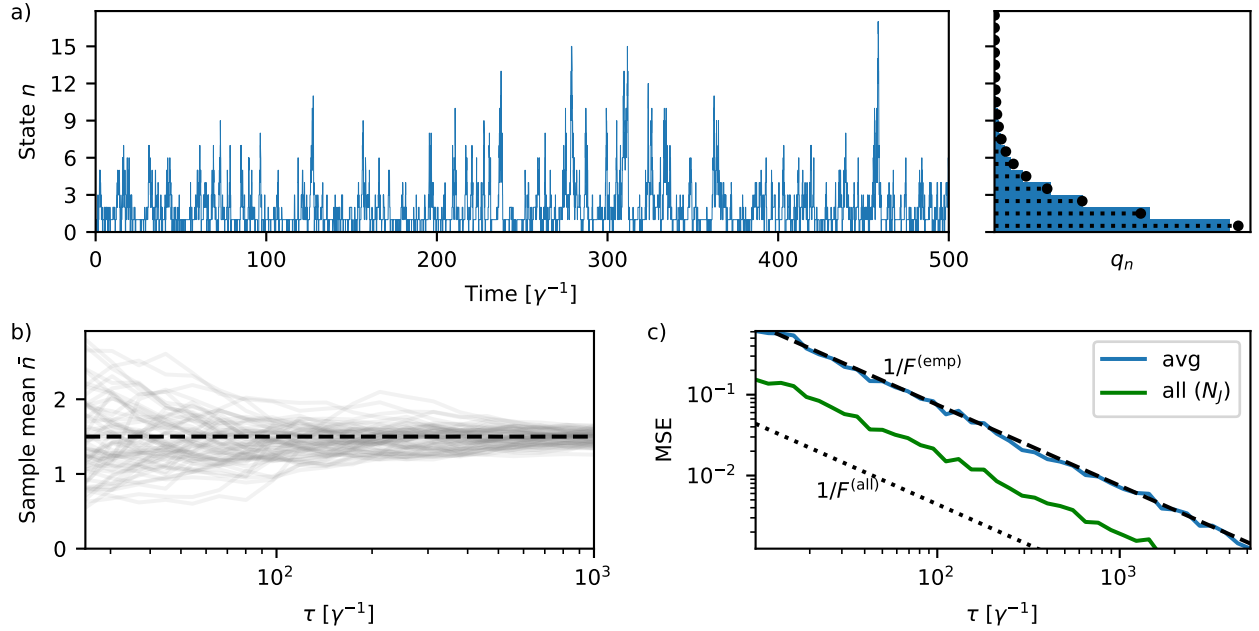 a)
State n
15
12
9
6
3
0
0
100
200
300
400
500
Time [γ⁻¹]
qₙ
b)
Sample mean n̄
2
1
0
10²
10³
τ [γ⁻¹]
c)
MSE
10⁻¹
10⁻²
1/F⁽ᵉᵐᵖ⁾
1/F⁽ᵃˡˡ⁾
avg
all (N_J)
10²
10³
τ [γ⁻¹]